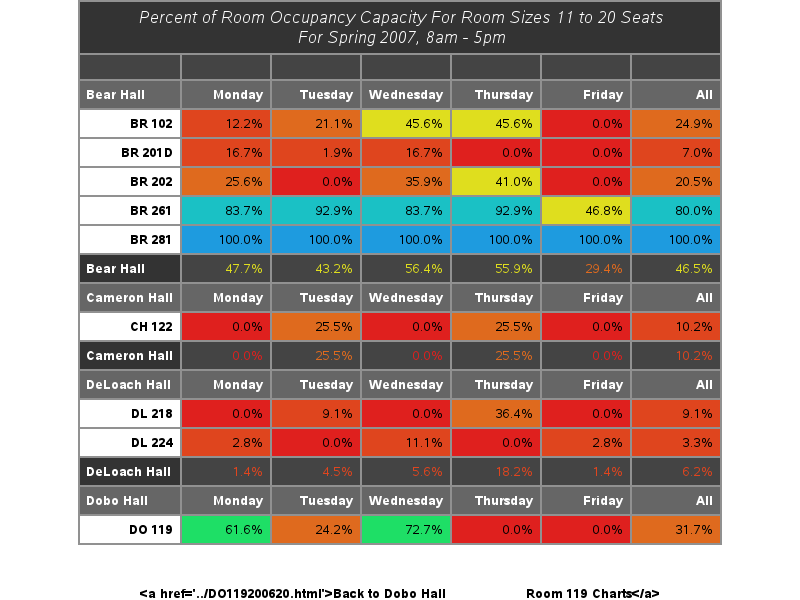 Percent of Room Occupancy Capacity For Room Sizes 11 to 20 Seats
For Spring 2007, 8am - 5pm
Bear Hall Monday Tuesday Wednesday Thursday Friday All
BR 102 12.2% 21.1% 45.6% 45.6% 0.0% 24.9%
BR 201D 16.7% 1.9% 16.7% 0.0% 0.0% 7.0%
BR 202 25.6% 0.0% 35.9% 41.0% 0.0% 20.5%
BR 261 83.7% 92.9% 83.7% 92.9% 46.8% 80.0%
BR 281 100.0% 100.0% 100.0% 100.0% 100.0% 100.0%
Bear Hall 47.7% 43.2% 56.4% 55.9% 29.4% 46.5%
Cameron Hall Monday Tuesday Wednesday Thursday Friday All
CH 122 0.0% 25.5% 0.0% 25.5% 0.0% 10.2%
Cameron Hall 0.0% 25.5% 0.0% 25.5% 0.0% 10.2%
DeLoach Hall Monday Tuesday Wednesday Thursday Friday All
DL 218 0.0% 9.1% 0.0% 36.4% 0.0% 9.1%
DL 224 2.8% 0.0% 11.1% 0.0% 2.8% 3.3%
DeLoach Hall 1.4% 4.5% 5.6% 18.2% 1.4% 6.2%
Dobo Hall Monday Tuesday Wednesday Thursday Friday All
DO 119 61.6% 24.2% 72.7% 0.0% 0.0% 31.7%
<a href='../DO119200620.html'>Back to Dobo Hall Room 119 Charts</a>